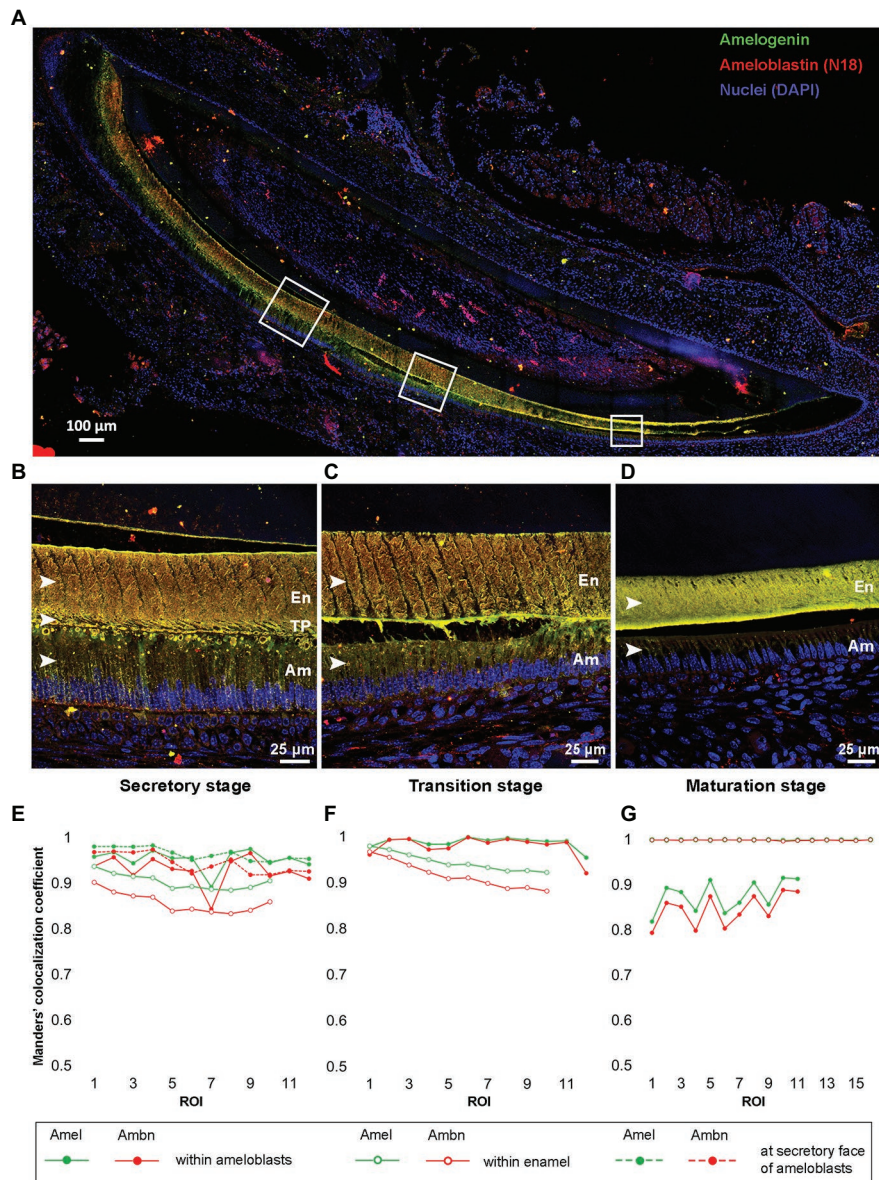 A
Amelogenin
Ameloblastin (N18)
Nuclei (DAPI)
100 µm
B
C
D
En
TP
Am
25 µm
En
Am
25 µm
En
Am
25 µm
Secretory stage
Transition stage
Maturation stage
E
F
G
Manders' colocalization coefficient
1
0.9
0.8
0.7
0.6
0.5
1 3 5 7 9 11
ROI
1
0.9
0.8
0.7
0.6
0.5
1 3 5 7 9 11
ROI
1
0.9
0.8
0.7
0.6
0.5
1 3 5 7 9 11 13 15
ROI
Amel Ambn
within ameloblasts
Amel Ambn
within enamel
Amel Ambn
at secretory face
of ameloblasts